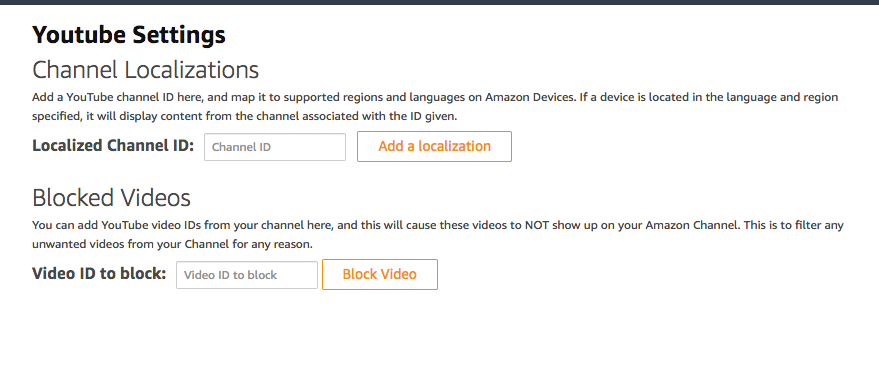 Youtube Settings
Channel Localizations
Add a YouTube channel ID here, and map it to supported regions and languages on Amazon Devices. If a device is located in the language and region
specified, it will display content from the channel associated with the ID given.
Localized Channel ID: Channel ID Add a localization
Blocked Videos
You can add YouTube video IDs from your channel here, and this will cause these videos to NOT show up on your Amazon Channel. This is to filter any
unwanted videos from your Channel for any reason.
Video ID to block: Video ID to block Block Video